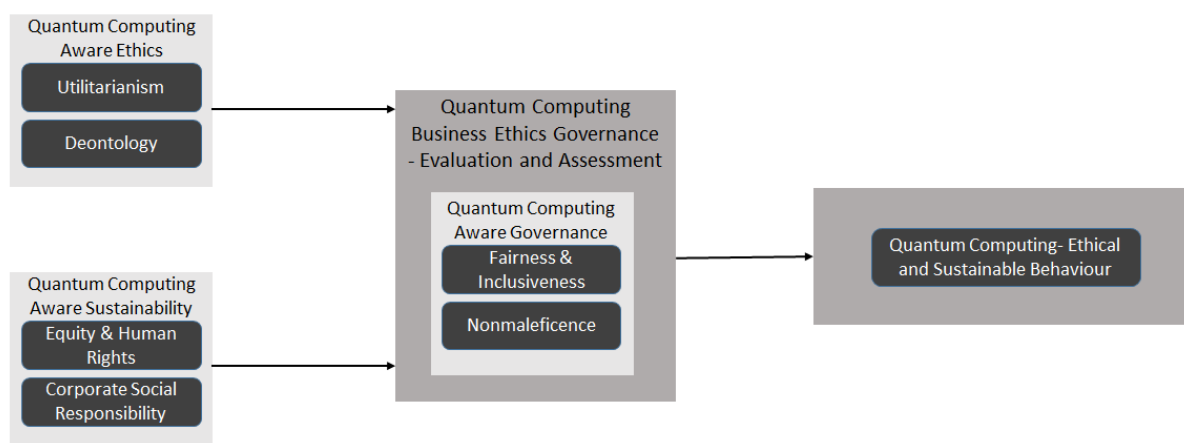 Quantum Computing
Aware Ethics
Utilitarianism
Deontology
Quantum Computing
Aware Sustainability
Equity & Human
Rights
Corporate Social
Responsibility
Quantum Computing
Business Ethics Governance
- Evaluation and Assessment
Quantum Computing
Aware Governance
Fairness &
Inclusiveness
Nonmaleficence
Quantum Computing- Ethical
and Sustainable Behaviour